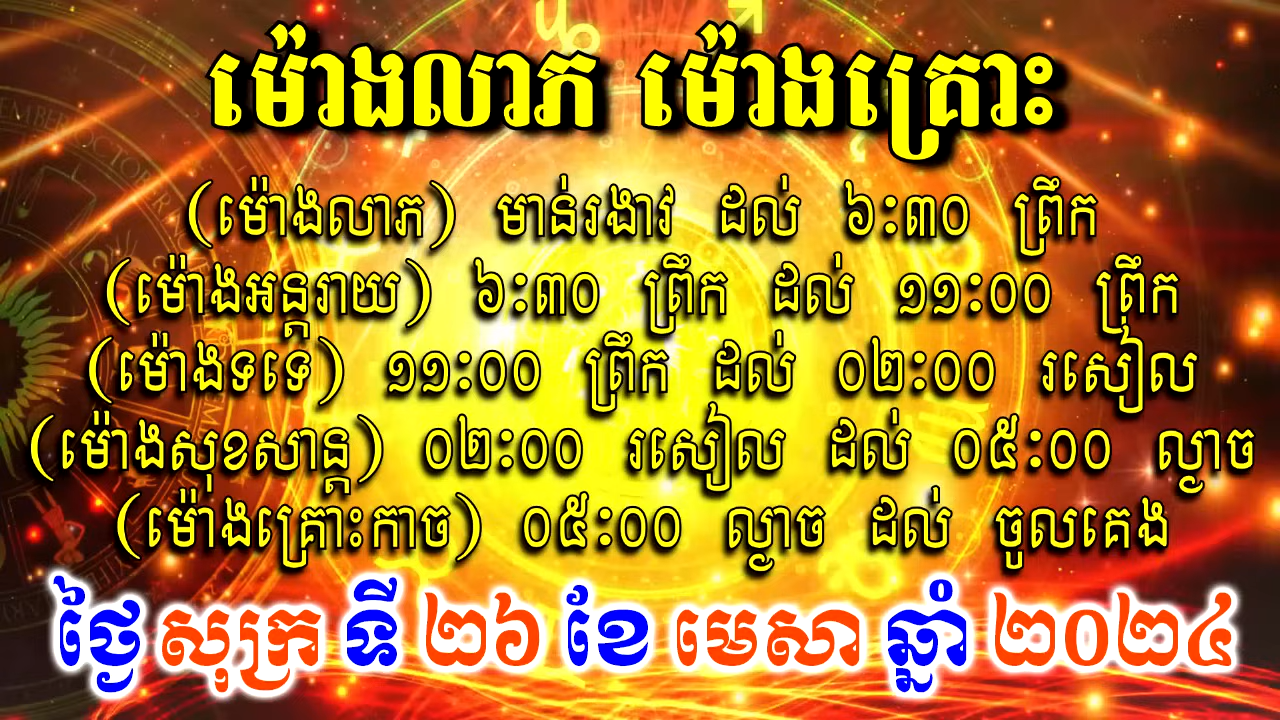 ម៉ោងលាភ ម៉ោងគ្រោះ
(ម៉ោងលាភ) មាន់រងាវ ដល់ ៦:៣០ ព្រឹក
(ម៉ោងអន្តរាយ) ៦:៣០ ព្រឹក ដល់ ១១:០០ ព្រឹក
(ម៉ោងទទេ) ១១:០០ ព្រឹក ដល់ ០២:០០ រសៀល
(ម៉ោងសុខសាន្ត) ០២:០០ រសៀល ដល់ ០៥:០០ ល្ងាច
(ម៉ោងគ្រោះកាច) ០៥:០០ ល្ងាច ដល់ ចូលគេង
ថ្ងៃ សុក្រ ទី ២៦ ខែ មេសា ឆ្នាំ ២០២៤